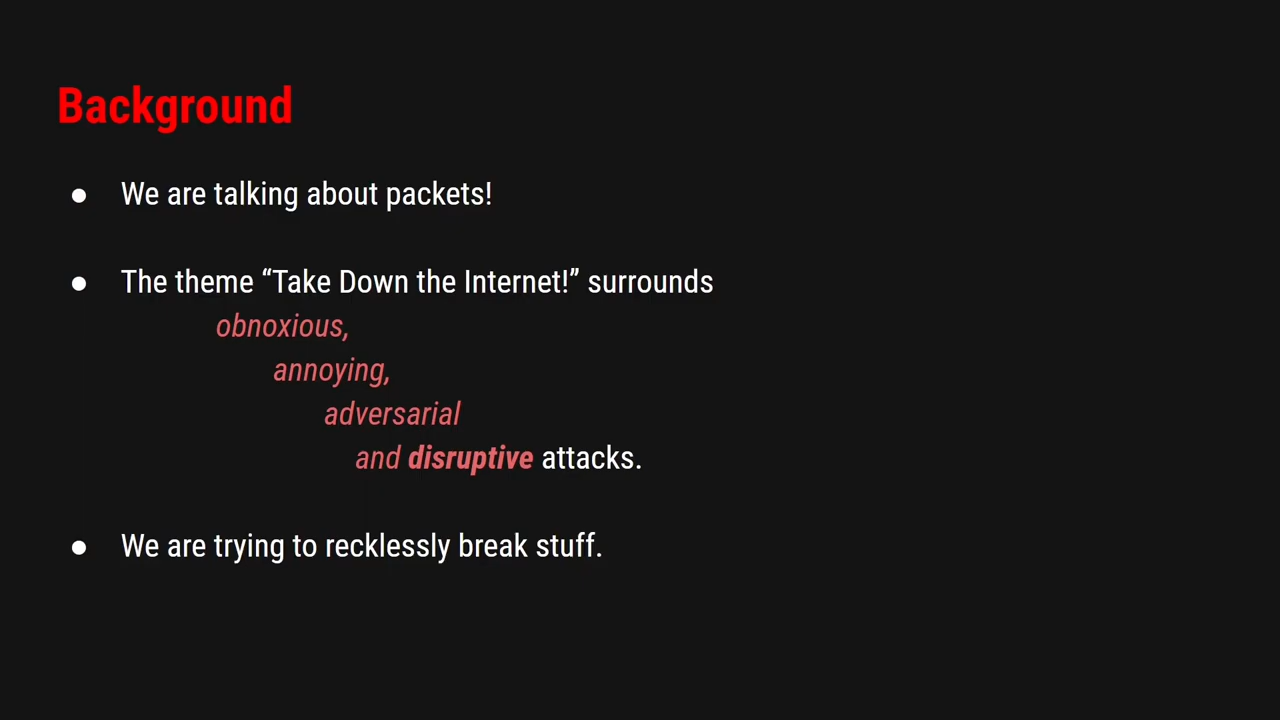 Background
● We are talking about packets!
● The theme “Take Down the Internet!” surrounds
obnoxious,
annoying,
adversarial
and disruptive attacks.
● We are trying to recklessly break stuff.